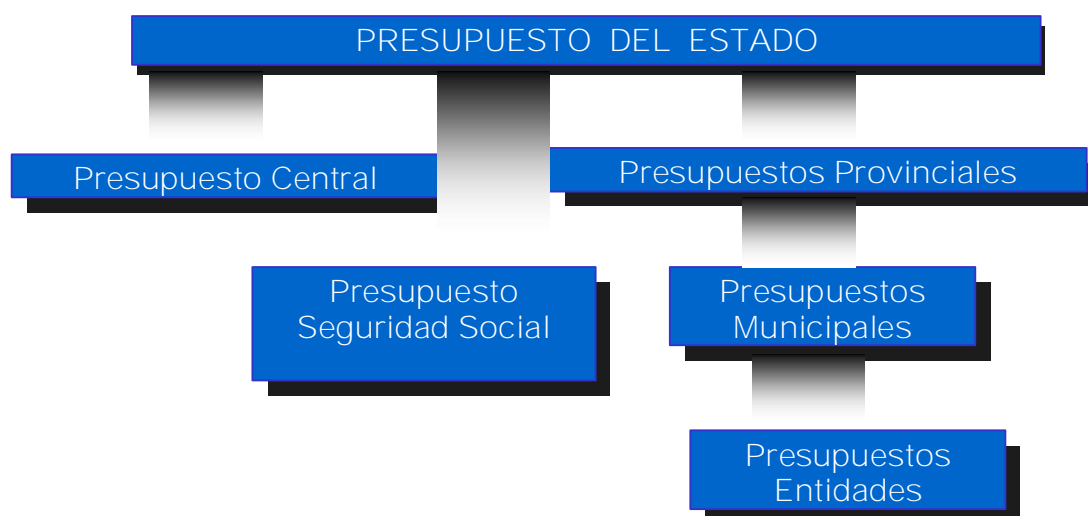 PRESUPUESTO DEL ESTADO
Presupuesto Central
Presupuestos Provinciales
Presupuesto
Seguridad Social
Presupuestos
Municipales
Presupuestos
Entidades